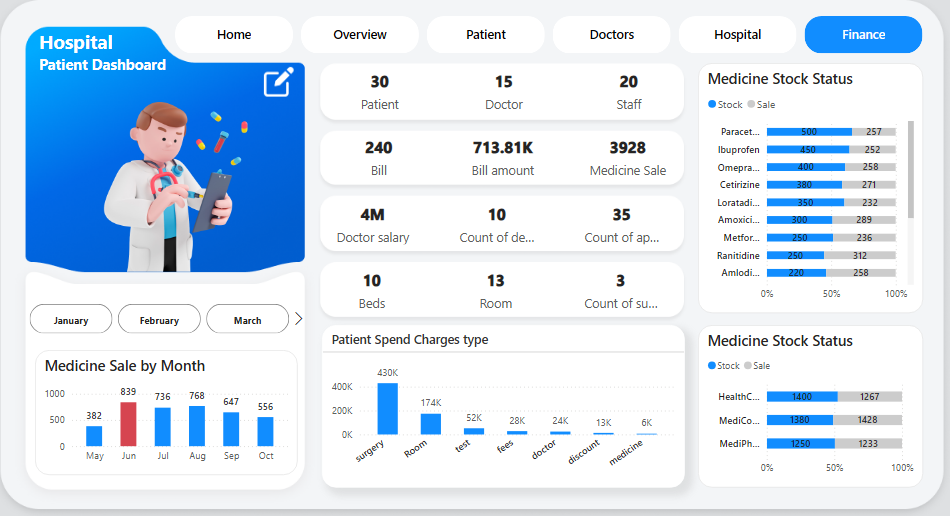 Hospital
Patient Dashboard
Home
Overview
Patient
Doctors
Hospital
Finance
January
February
March
Medicine Sale by Month
1000
500
0
382
839
736
768
647
556
May
Jun
Jul
Aug
Sep
Oct
30
Patient
15
Doctor
20
Staff
240
Bill
713.81K
Bill amount
3928
Medicine Sale
4M
Doctor salary
10
Count of de...
35
Count of ap...
10
Beds
13
Room
3
Count of su...
Patient Spend Charges type
400K
200K
0K
430K
174K
52K
28K
24K
13K
6K
surgery
Room
test
fees
doctor
discount
medicine
Medicine Stock Status
Stock
Sale
Paracet... 500 257
Ibuprofen 450 252
Omepra... 400 258
Cetirizine 380 271
Loratadi... 350 232
Amoxici... 300 289
Metfor... 250 236
Ranitidine 250 312
Amlodi... 220 258
0% 50% 100%
Medicine Stock Status
Stock
Sale
HealthC... 1400 1267
MediCo... 1380 1428
MediPh... 1250 1233
0% 50% 100%